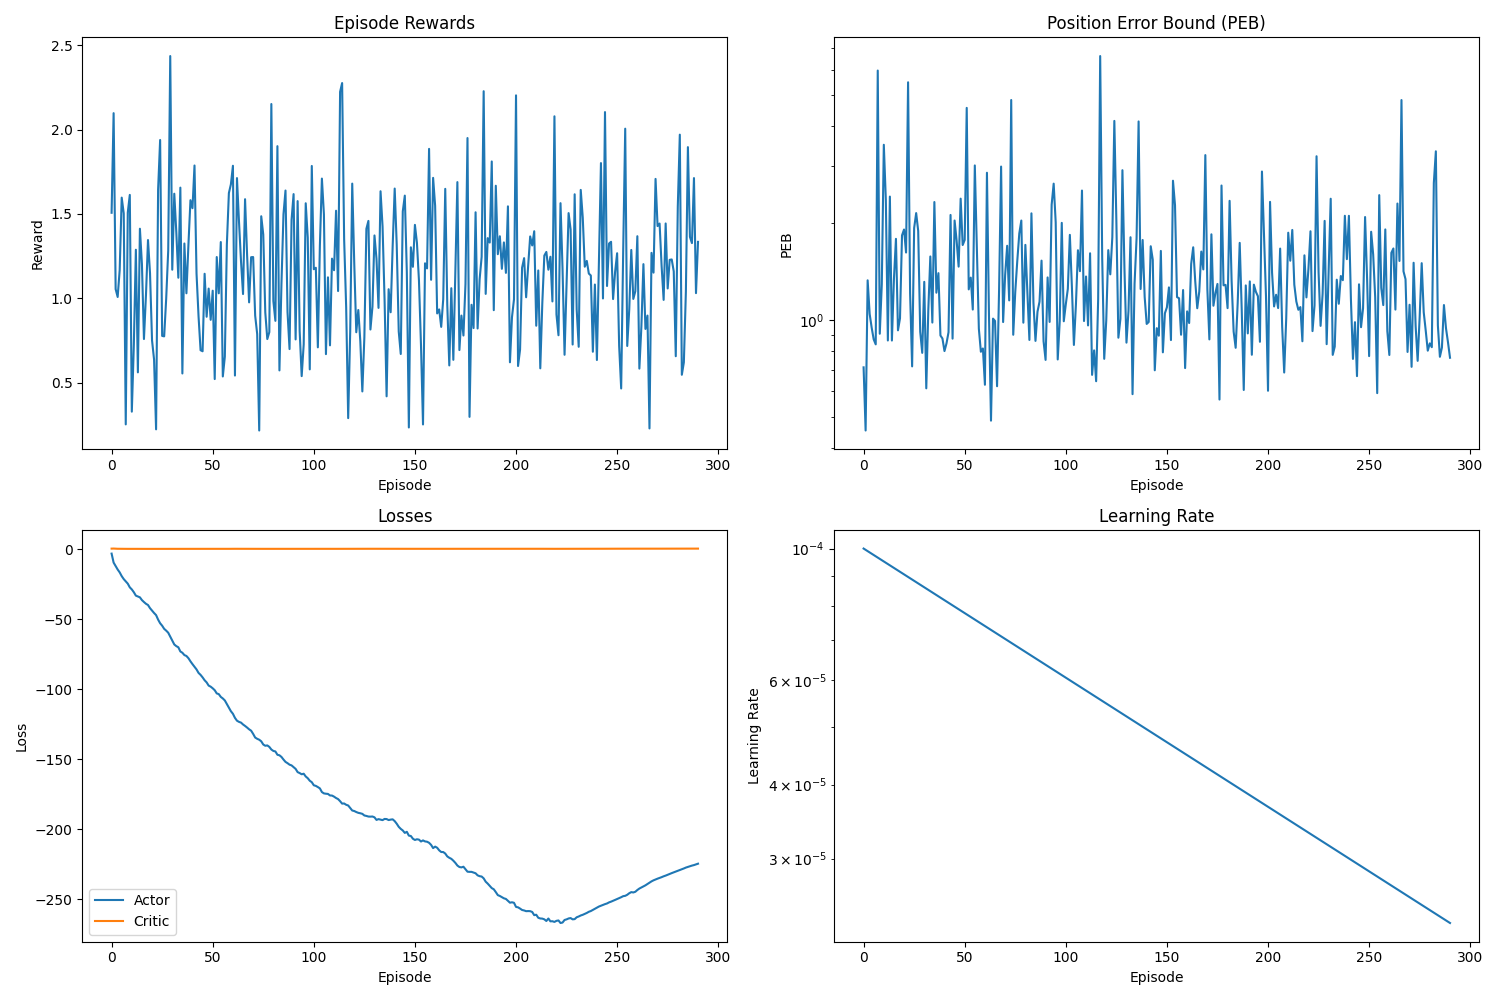 Episode Rewards
Reward
2.5
2.0
1.5
1.0
0.5
0
50
100
150
200
250
300
Episode
Position Error Bound (PEB)
PEB
10⁰
0
50
100
150
200
250
300
Episode
Losses
Loss
0
−50
−100
−150
−200
−250
Actor
Critic
0
50
100
150
200
250
300
Episode
Learning Rate
Learning Rate
10⁻⁴
6 × 10⁻⁵
4 × 10⁻⁵
3 × 10⁻⁵
0
50
100
150
200
250
300
Episode